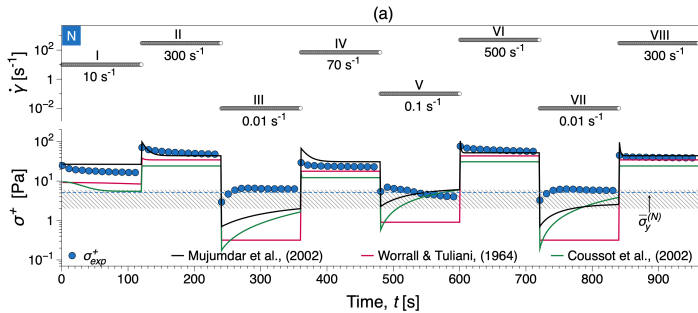 (a)
N
I
10 s⁻¹
II
300 s⁻¹
III
0.01 s⁻¹
IV
70 s⁻¹
V
0.1 s⁻¹
VI
500 s⁻¹
VII
0.01 s⁻¹
VIII
300 s⁻¹
γ̇ [s⁻¹]
10²
1
10⁻²
σ⁺ [Pa]
10²
10¹
1
10⁻¹
σ̅_y^(N)
σ⁺_exp
Mujumdar et al., (2002)
Worrall & Tuliani, (1964)
Coussot et al., (2002)
0 100 200 300 400 500 600 700 800 900
Time, t [s]